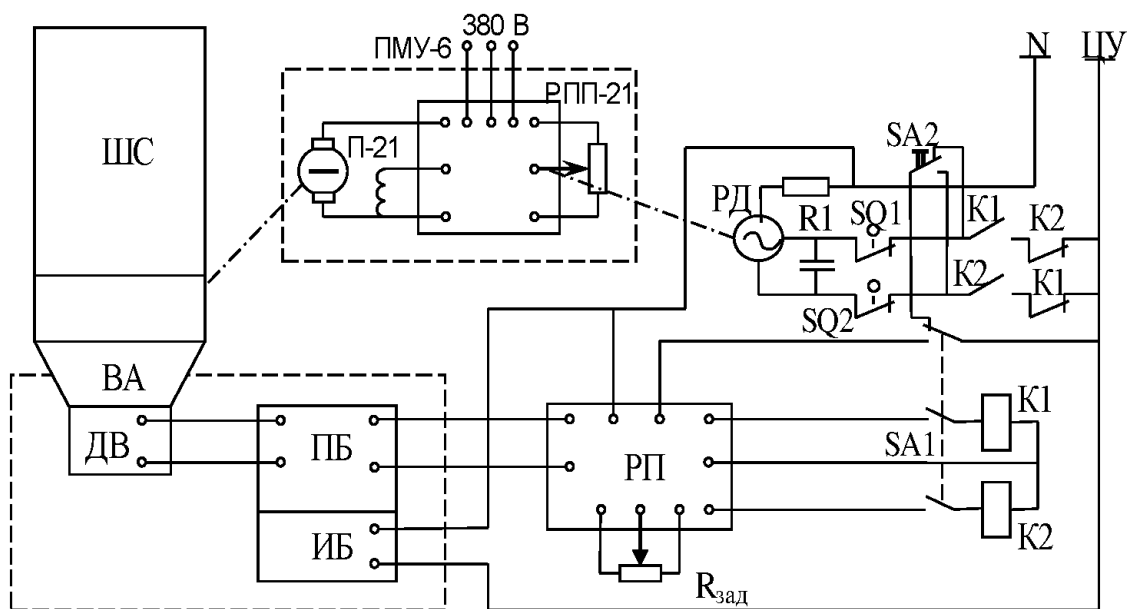 380 В
ПМУ-6
N
ЦУ
РПП-21
П-21
ШС
SA2
РД
R1
SQ1
К1
К2
К2
К1
SQ2
ВА
ДВ
ПБ
РП
SA1
К1
ИБ
К2
Rзад